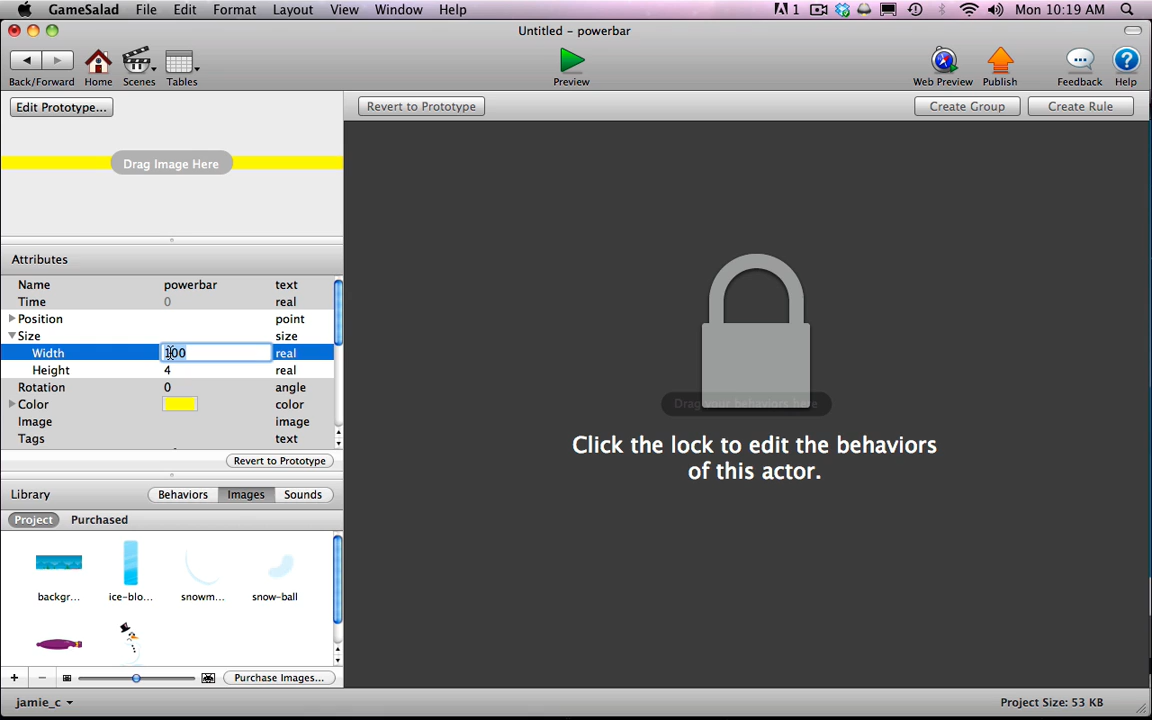 GameSalad File Edit Format Layout View Window Help 1 Mon 10:19 AM
Untitled - powerbar
Back/Forward Home Scenes Tables Preview Web Preview Publish Feedback Help
Edit Prototype... Revert to Prototype Create Group Create Rule
Drag Image Here
Attributes
Name powerbar text
Time 0 real
Position point
Size size
Width 100 real
Height 4 real
Rotation 0 angle
Color color
Image image
Tags text
Revert to Prototype
Drag your behaviors here
Click the lock to edit the behaviors
of this actor.
Library Behaviors Images Sounds
Project Purchased
backgr... ice-blo... snowm... snow-ball
Purchase Images...
jamie_c Project Size: 53 KB